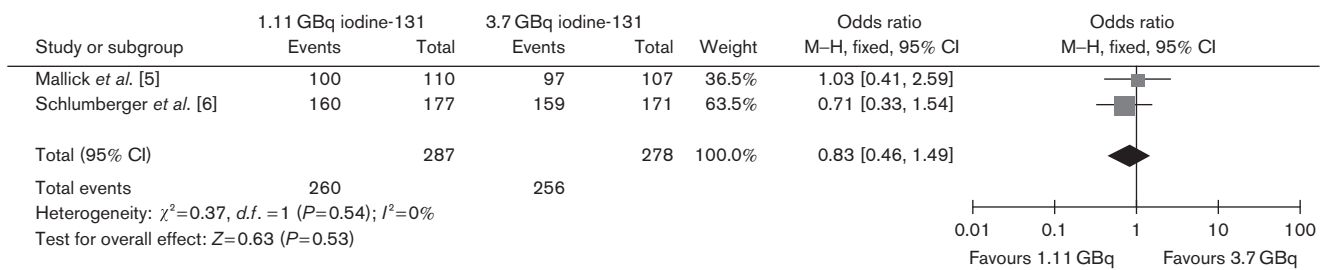 1.11 GBq iodine-131 3.7 GBq iodine-131 Odds ratio Odds ratio
Study or subgroup Events Total Events Total Weight M–H, fixed, 95% CI M–H, fixed, 95% CI
Mallick et al. [5] 100 110 97 107 36.5% 1.03 [0.41, 2.59]
Schlumberger et al. [6] 160 177 159 171 63.5% 0.71 [0.33, 1.54]
Total (95% CI) 287 278 100.0% 0.83 [0.46, 1.49]
Total events 260 256
Heterogeneity: χ²=0.37, d.f. =1 (P=0.54); I²=0%
Test for overall effect: Z=0.63 (P=0.53)
0.01 0.1 1 10 100
Favours 1.11 GBq Favours 3.7 GBq